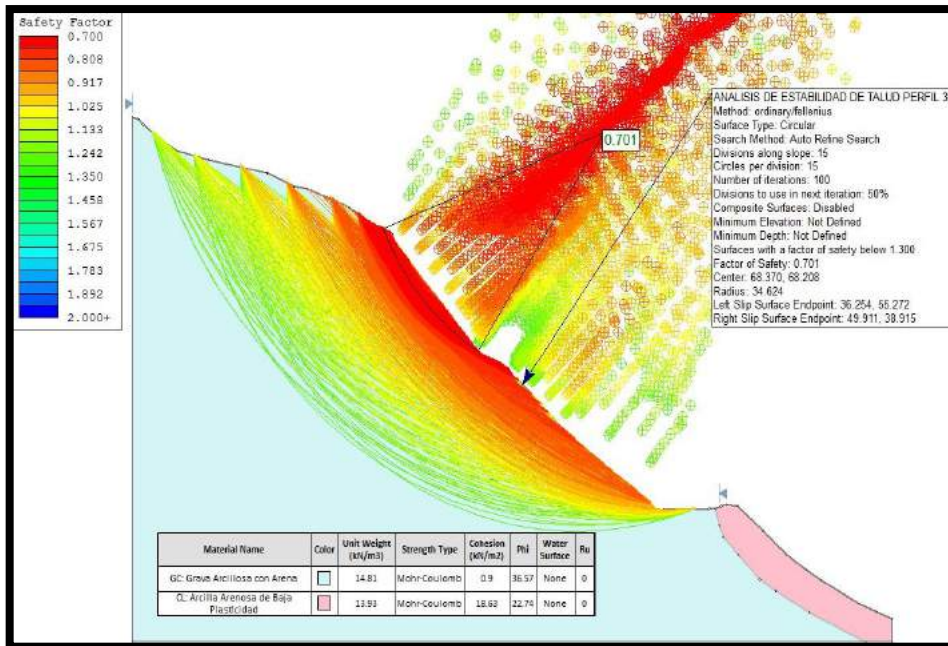 Safety Factor
0.700
0.808
0.917
1.025
1.133
1.242
1.350
1.458
1.567
1.675
1.783
1.892
2.000+
0.701
ANALISIS DE ESTABILIDAD DE TALUD PERFIL 3
Method: ordinary/fellenius
Surface Type: Circular
Search Method: Auto Refine Search
Divisions along slope: 15
Circles per division: 15
Number of iterations: 100
Divisions to use in next iteration: 50%
Composite Surfaces: Disabled
Minimum Elevation: Not Defined
Minimum Depth: Not Defined
Surfaces with a factor of safety below 1.300
Factor of Safety: 0.701
Center: 68.370, 68.208
Radius: 34.624
Left Slip Surface Endpoint: 36.254, 55.272
Right Slip Surface Endpoint: 49.911, 38.915
Material Name Color Unit Weight (kN/m3) Strength Type Cohesion (kN/m2) Phi Water Surface Ru
GC: Grava Arcillosa con Arena 14.81 Mohr-Coulomb 0.9 36.57 None 0
CL: Arcilla Arenosa de Baja Plasticidad 13.93 Mohr-Coulomb 18.63 22.74 None 0